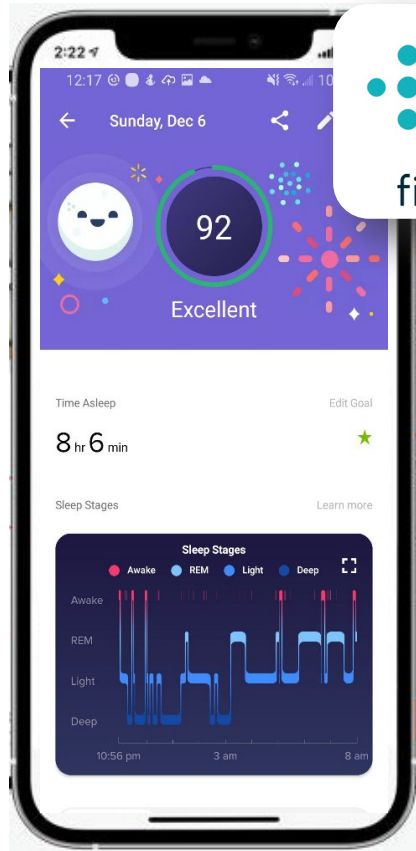 2:22
12:17
10
Sunday, Dec 6
fi
92
Excellent
Time Asleep
Edit Goal
8 hr 6 min
Sleep Stages
Learn more
Sleep Stages
Awake REM Light Deep
Awake
REM
Light
Deep
10:56 pm 3 am 8 am